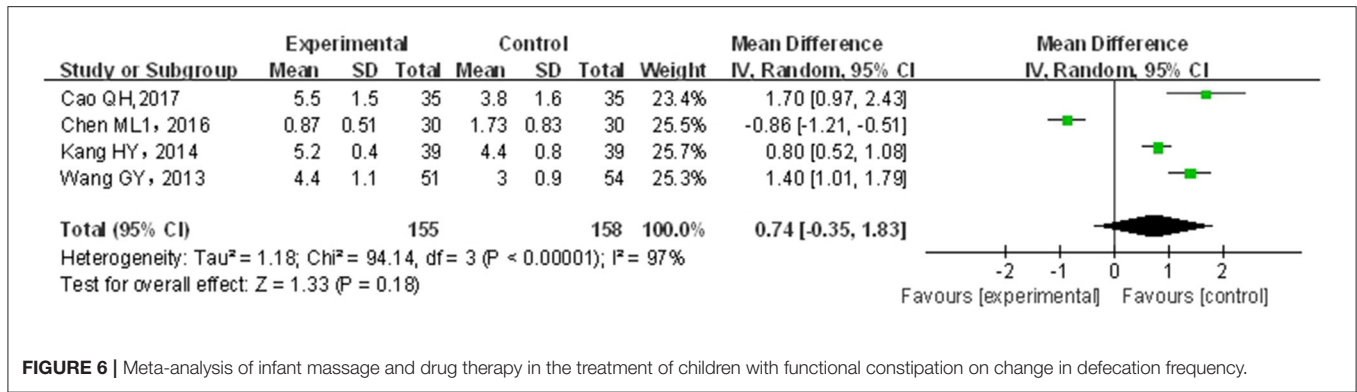 Experimental Control Mean Difference Mean Difference
Study or Subgroup Mean SD Total Mean SD Total Weight IV, Random, 95% CI IV, Random, 95% CI
Cao QH,2017 5.5 1.5 35 3.8 1.6 35 23.4% 1.70 [0.97, 2.43]
Chen ML1，2016 0.87 0.51 30 1.73 0.83 30 25.5% -0.86 [-1.21, -0.51]
Kang HY，2014 5.2 0.4 39 4.4 0.8 39 25.7% 0.80 [0.52, 1.08]
Wang GY，2013 4.4 1.1 51 3 0.9 54 25.3% 1.40 [1.01, 1.79]
Total (95% CI) 155 158 100.0% 0.74 [-0.35, 1.83]
Heterogeneity: Tau² = 1.18; Chi² = 94.14, df = 3 (P < 0.00001); I² = 97%
Test for overall effect: Z = 1.33 (P = 0.18)
-2 -1 0 1 2
Favours [experimental] Favours [control]
FIGURE 6 | Meta-analysis of infant massage and drug therapy in the treatment of children with functional constipation on change in defecation frequency.